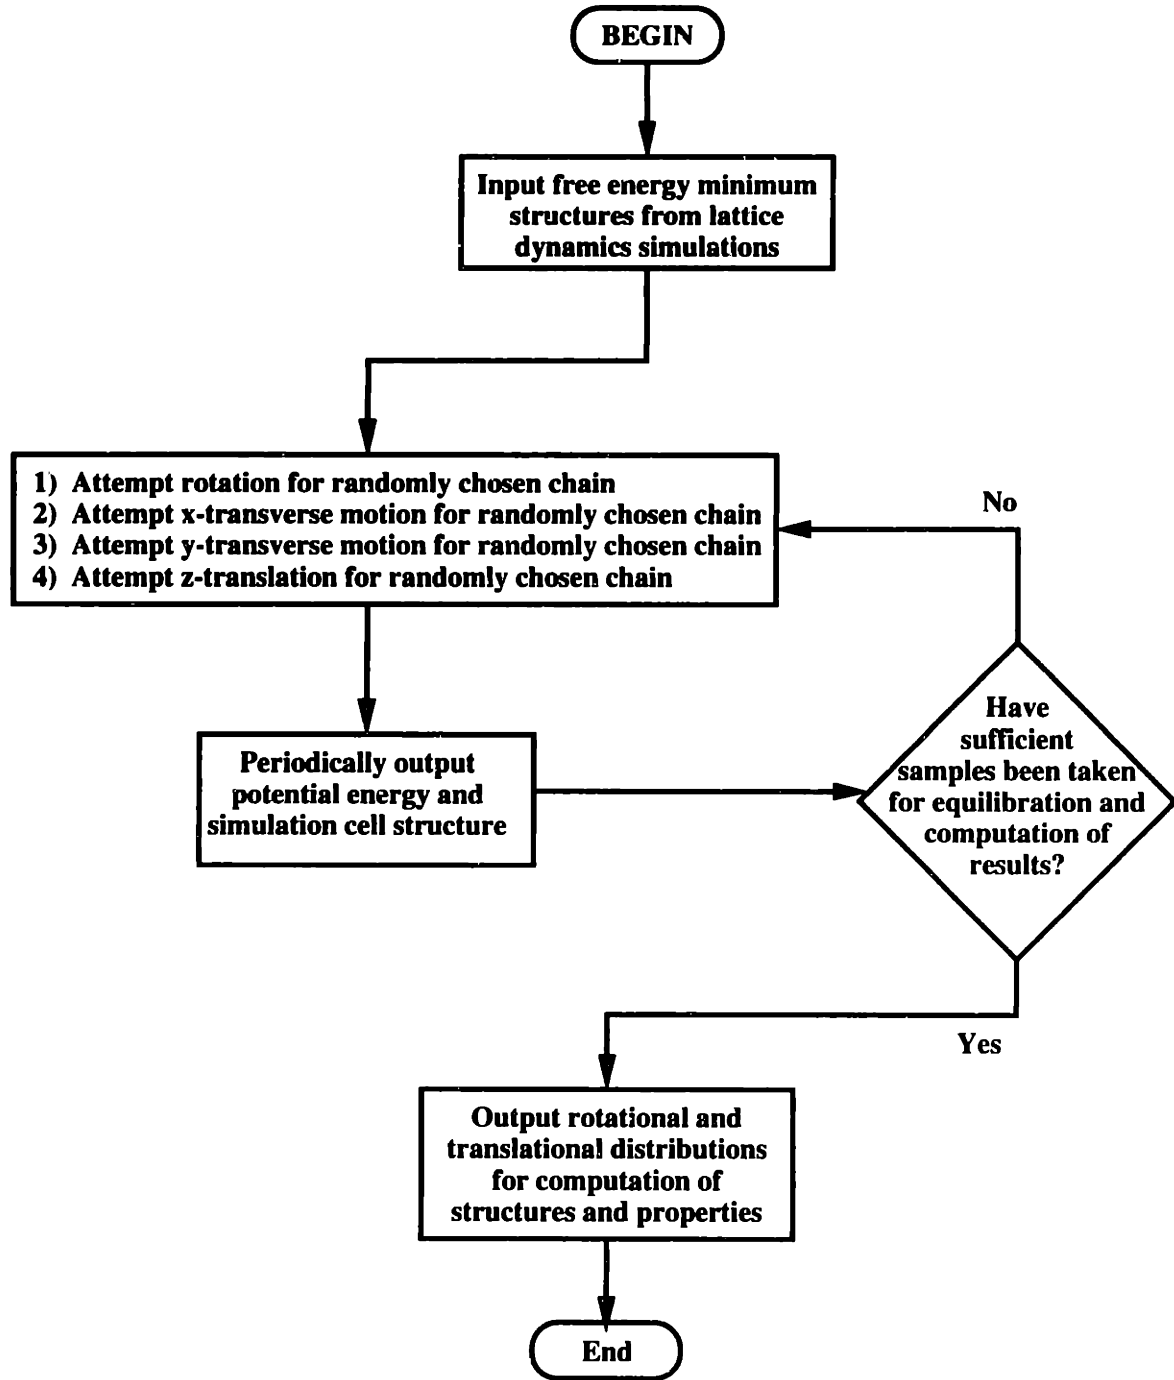 BEGIN
Input free energy minimum
structures from lattice
dynamics simulations
1) Attempt rotation for randomly chosen chain
2) Attempt x-transverse motion for randomly chosen chain
3) Attempt y-transverse motion for randomly chosen chain
4) Attempt z-translation for randomly chosen chain
No
Periodically output
potential energy and
simulation cell structure
Have
sufficient
samples been taken
for equilibration and
computation of
results?
Yes
Output rotational and
translational distributions
for computation of
structures and properties
End